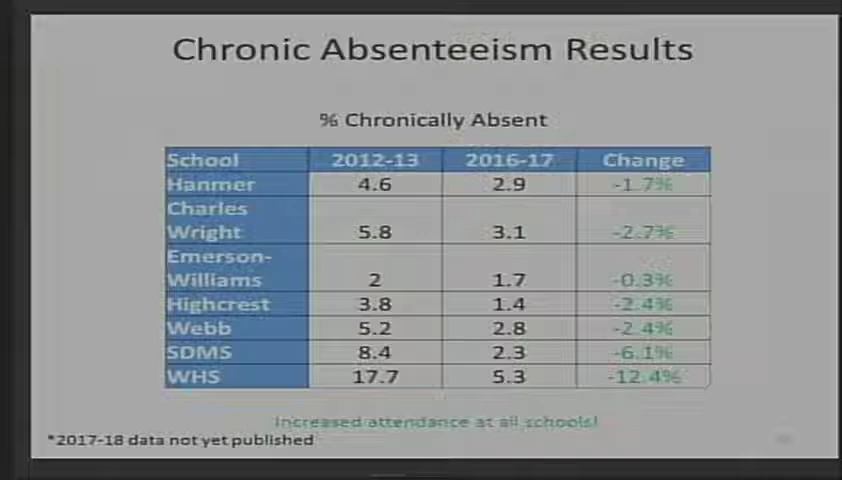 Chronic Absenteeism Results
% Chronically Absent
School 2012-13 2016-17 Change
Hanmer 4.6 2.9 -1.7%
Charles
Wright 5.8 3.1 -2.7%
Emerson-
Williams 2 1.7 -0.3%
Highcrest 3.8 1.4 -2.4%
Webb 5.2 2.8 -2.4%
SDMS 8.4 2.3 -6.1%
WHS 17.7 5.3 -12.4%
Increased attendance at all schools!
*2017-18 data not yet published